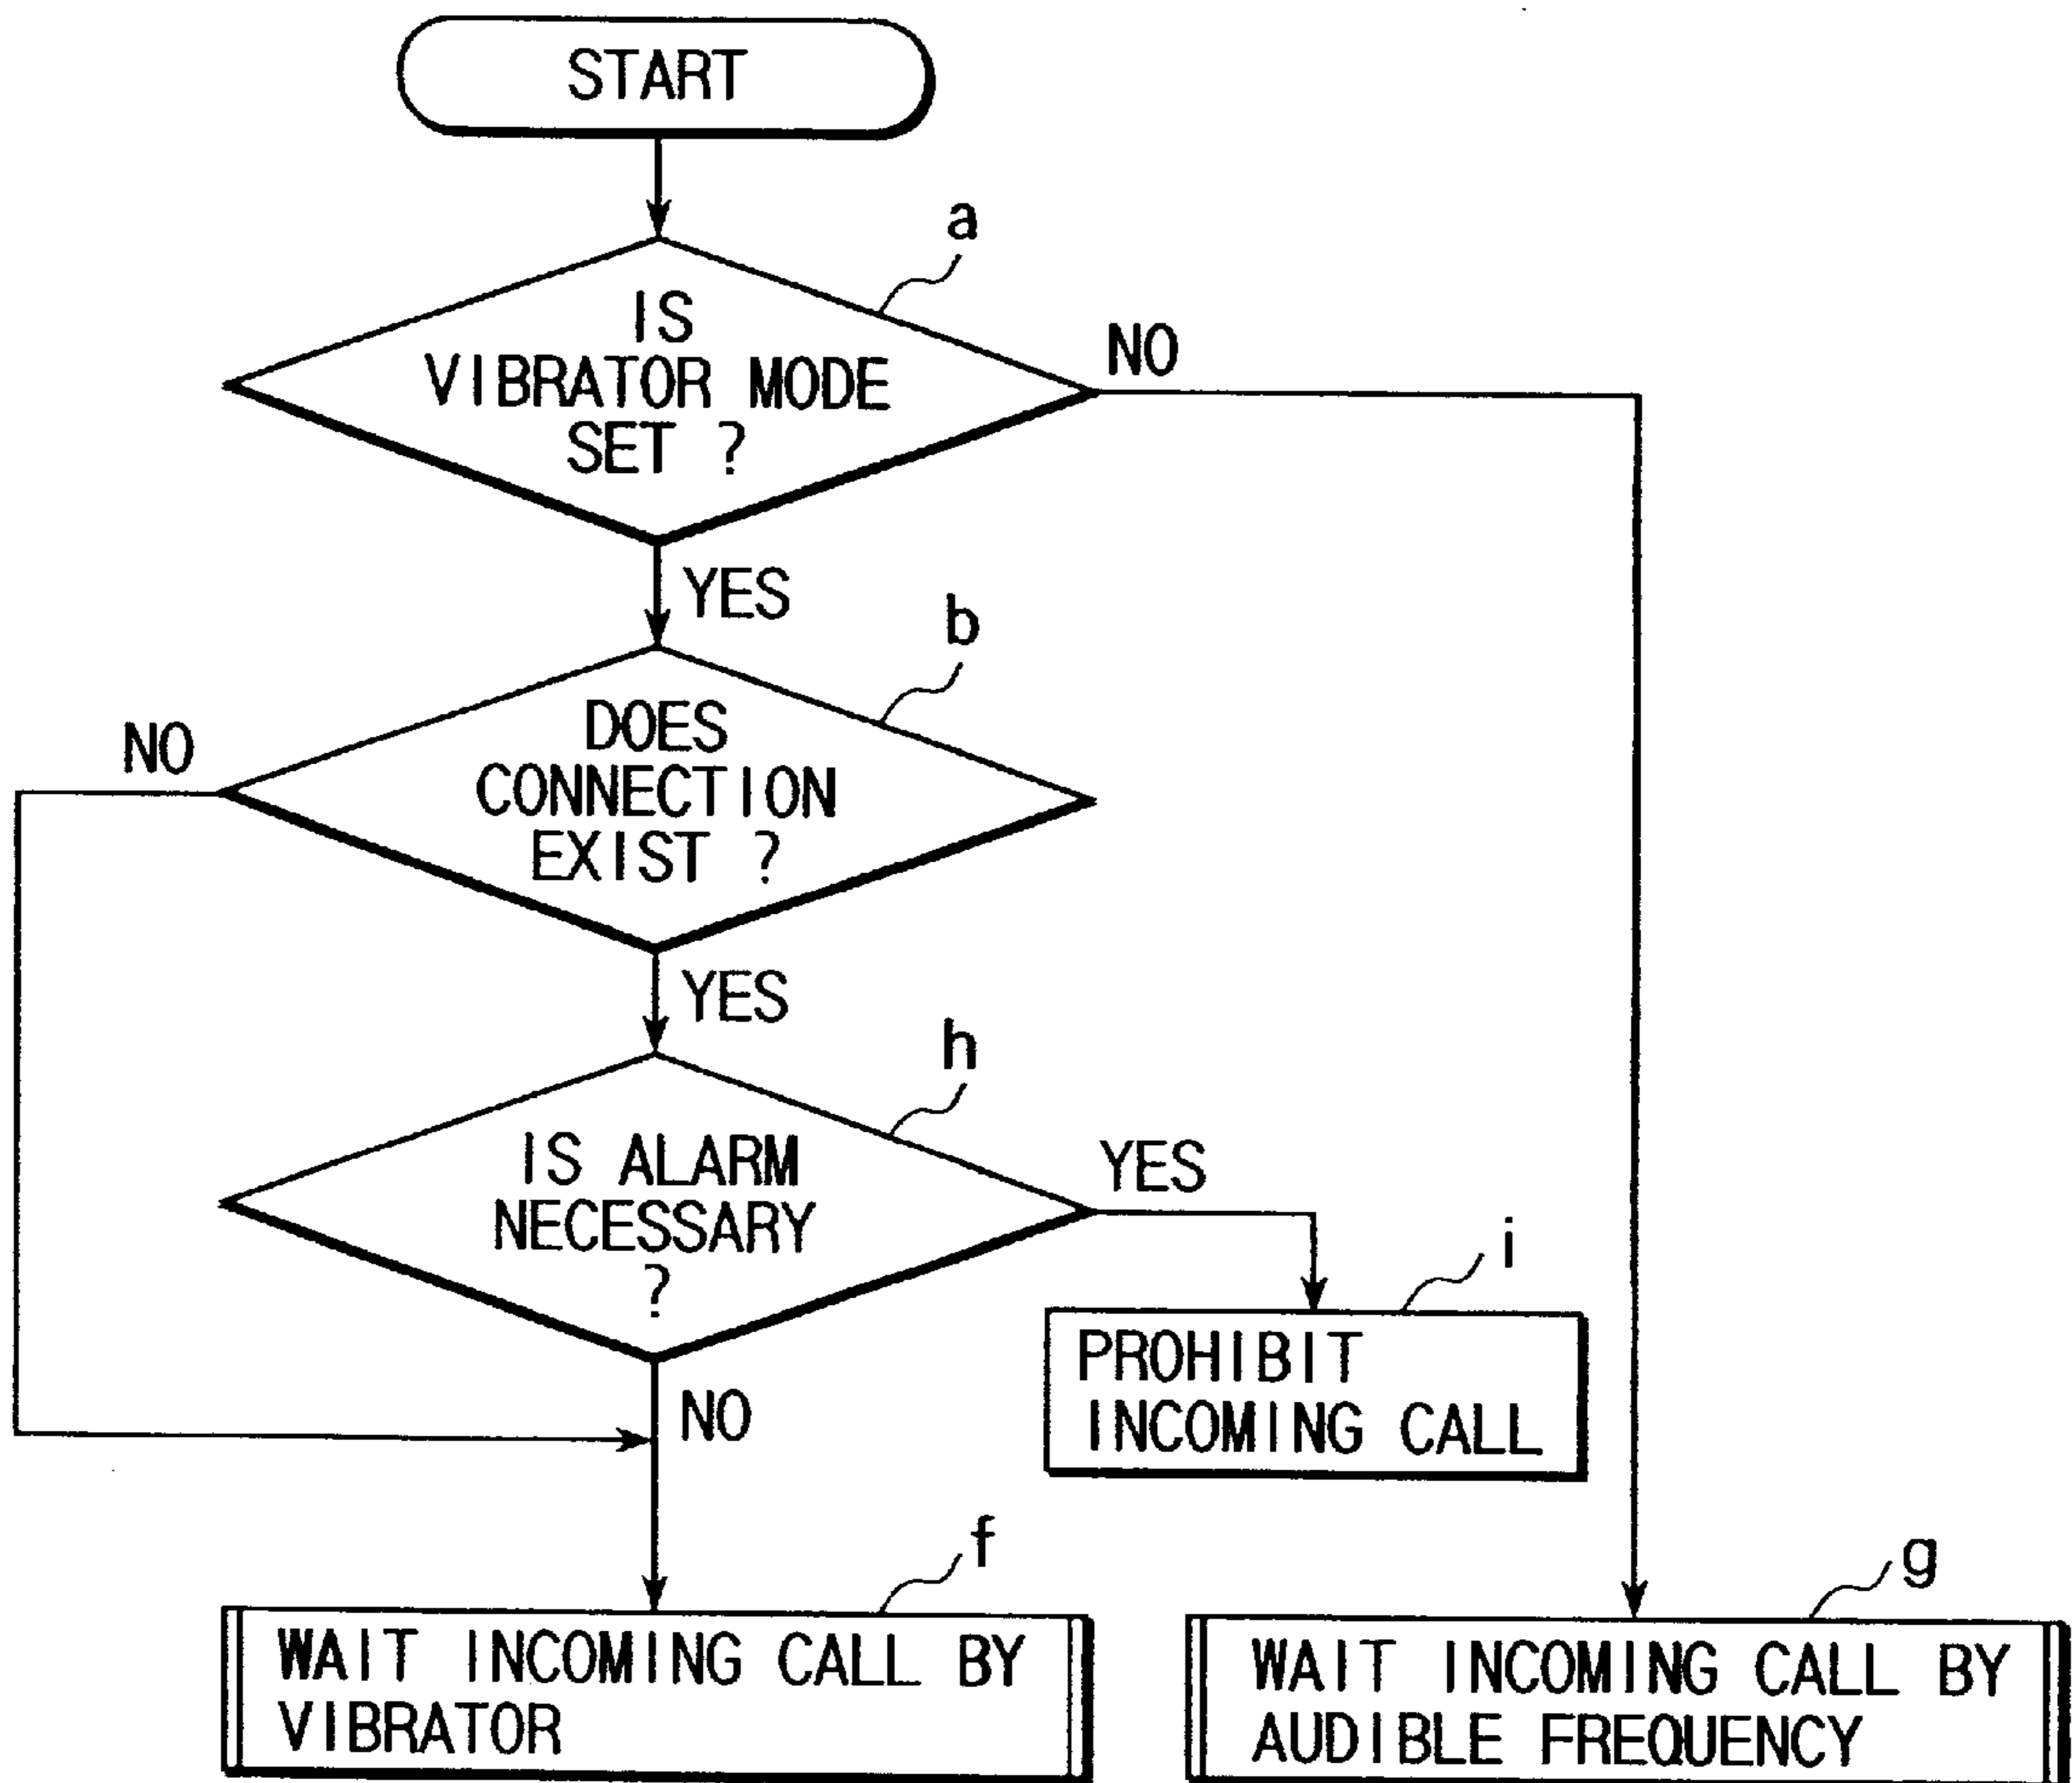 START
a
IS
VIBRATOR MODE
SET ?
NO
YES
b
DOES
CONNECTION
EXIST ?
NO
YES
h
IS ALARM
NECESSARY
?
YES
i
PROHIBIT
INCOMING CALL
NO
f
WAIT INCOMING CALL BY
VIBRATOR
g
WAIT INCOMING CALL BY
AUDIBLE FREQUENCY